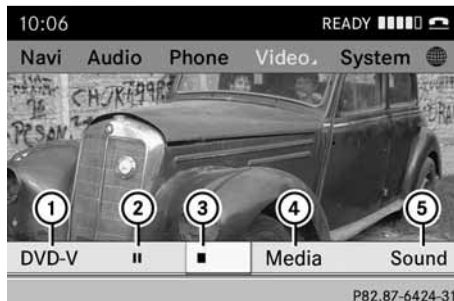 10:06 READY
Navi Audio Phone Video System
1 2 3 4 5
DVD-V Media Sound
P82.87-6424-31